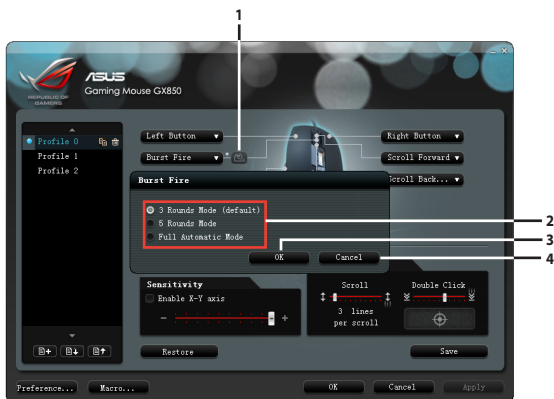 1
ASUS
REPUBLIC OF
GAMERS
Gaming Mouse GX850
Profile 0
Profile 1
Profile 2
Left Button
Right Button
Burst Fire
Scroll Forward
Scroll Back...
Burst Fire
3 Rounds Mode (default)
5 Rounds Mode
Full Automatic Mode
OK
Cancel
2
3
4
Sensitivity
Enable X-Y axis
Scroll
3 lines
per scroll
Double Click
Restore
Save
Preference...
Macro...
OK
Cancel
Apply